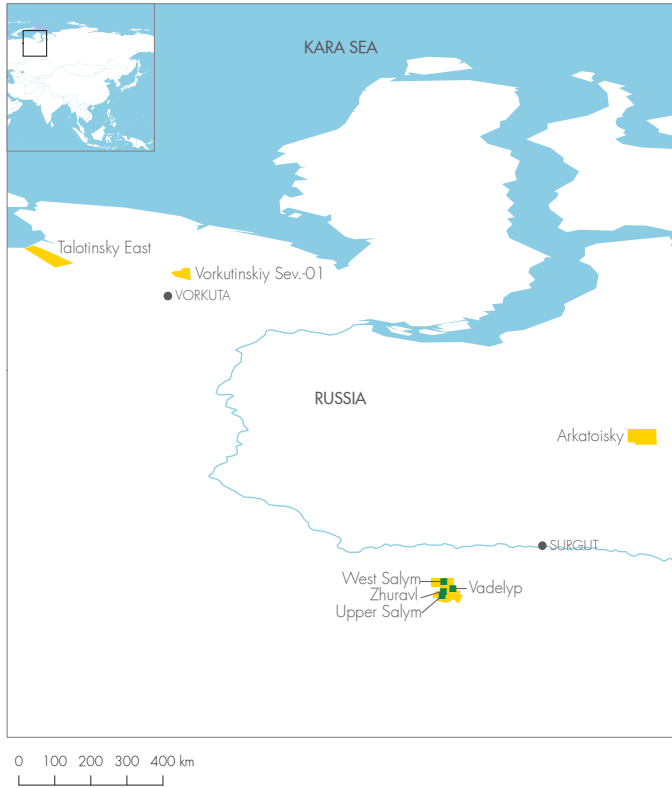 KARA SEA
Talotinsky East
Vorkutinskiy Sev.-01
VORKUTA
RUSSIA
Arkatoisky
SURGUT
West Salym
Vadelyp
Zhuravl
Upper Salym
0 100 200 300 400 km